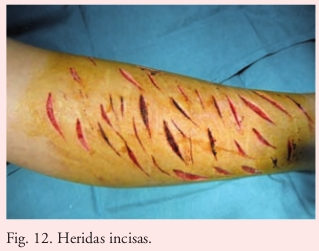 Fig. 12. Heridas incisas.